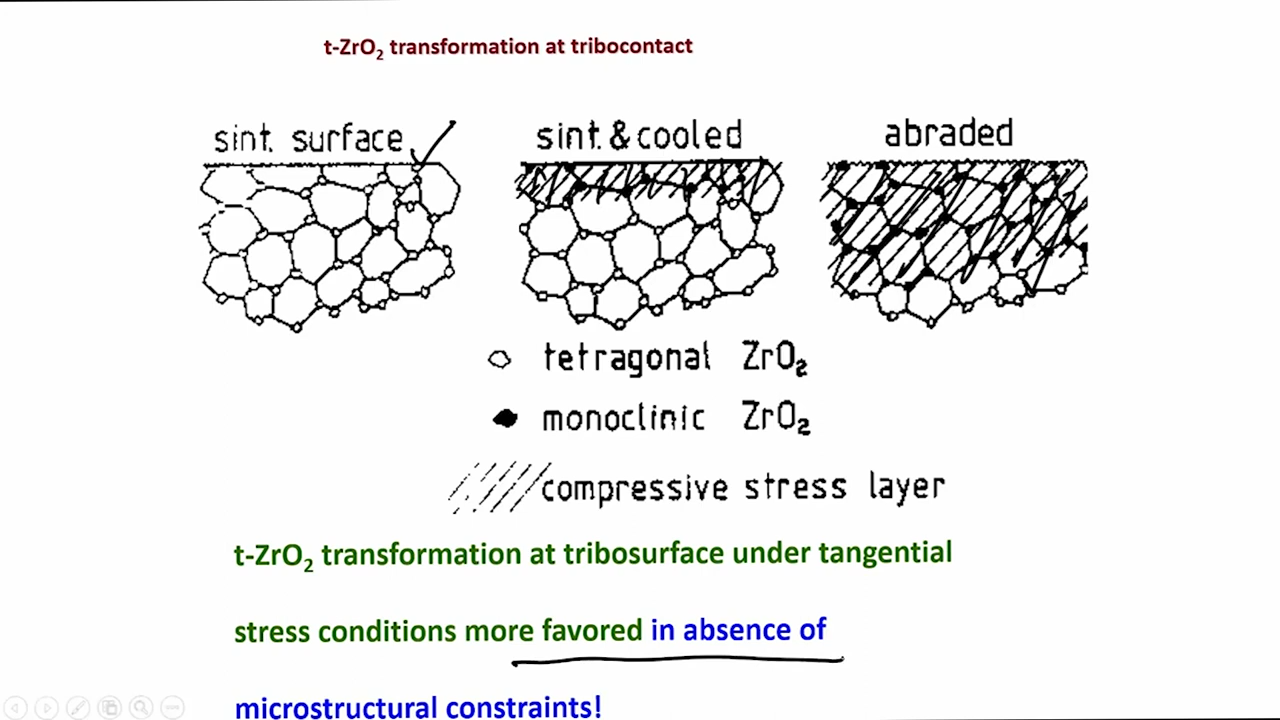 t-ZrO₂ transformation at tribocontact
sint. surface
sint & cooled
abraded
tetragonal ZrO₂
monoclinic ZrO₂
compressive stress layer
t-ZrO₂ transformation at tribosurface under tangential
stress conditions more favored in absence of
microstructural constraints!